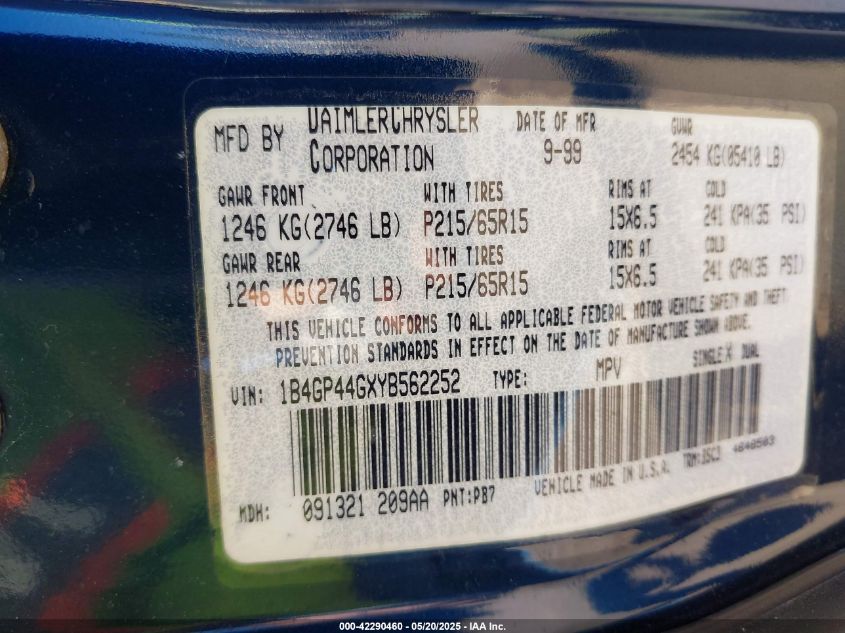 MFD BY DAIMLERCHRYSLER CORPORATION DATE OF MFR 9-99 GVWR 2454 KG(05410 LB)
GAWR FRONT WITH TIRES RIMS AT COLD
1246 KG(2746 LB) P215/65R15 15X6.5 241 KPA(35 PSI)
GAWR REAR WITH TIRES RIMS AT COLD
1246 KG(2746 LB) P215/65R15 15X6.5 241 KPA(35 PSI)
THIS VEHICLE CONFORMS TO ALL APPLICABLE FEDERAL MOTOR VEHICLE SAFETY AND THEFT
PREVENTION STANDARDS IN EFFECT ON THE DATE OF MANUFACTURE SHOWN ABOVE.
VIN: 1B4GP44GXYB562252 TYPE: MPV SINGLE X DUAL
MDH: 091321 209AA PNT:PB7 VEHICLE MADE IN U.S.A. TRM:BSC3 4848503
000-42290460 - 05/20/2025 - IAA Inc.